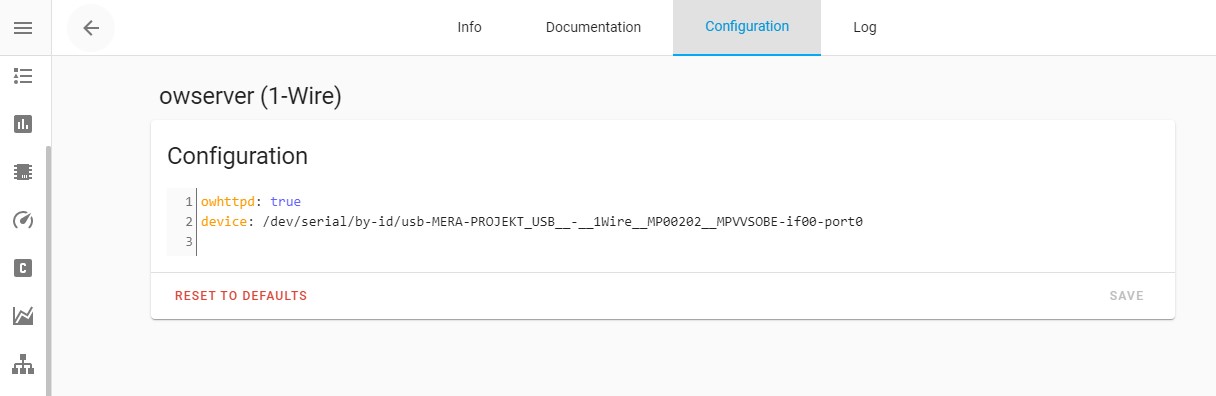 Info
Documentation
Configuration
Log
owserver (1-Wire)
Configuration
1 owhttpd: true
2 device: /dev/serial/by-id/usb-MERA-PROJEKT_USB__-__1Wire__MP00202__MPVVSOBE-if00-port0
3
RESET TO DEFAULTS
SAVE
C